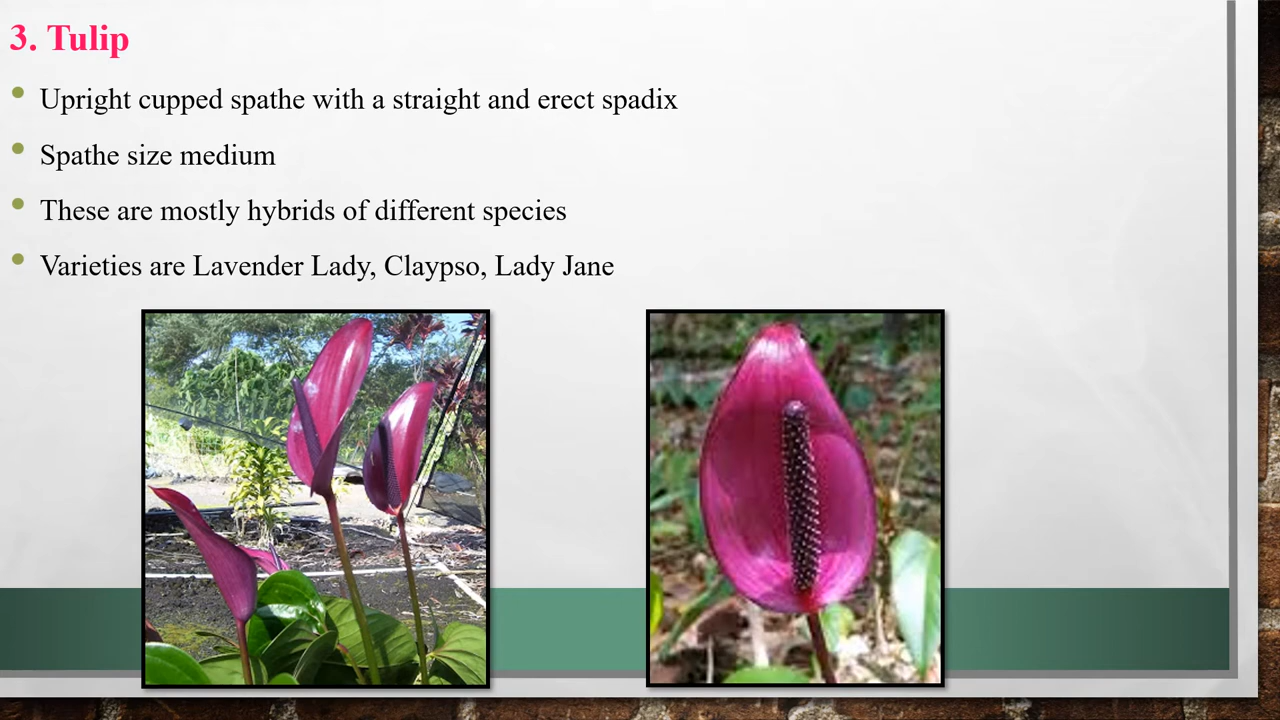 3. Tulip
• Upright cupped spathe with a straight and erect spadix
• Spathe size medium
• These are mostly hybrids of different species
• Varieties are Lavender Lady, Claypso, Lady Jane